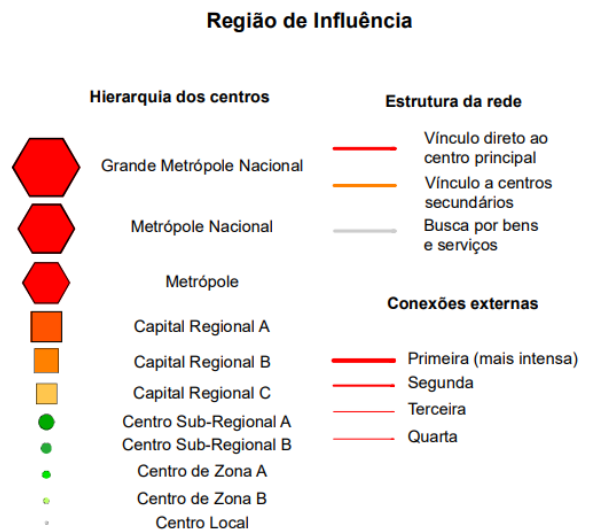 Região de Influência
Hierarquia dos centros
Grande Metrópole Nacional
Metrópole Nacional
Metrópole
Capital Regional A
Capital Regional B
Capital Regional C
Centro Sub-Regional A
Centro Sub-Regional B
Centro de Zona A
Centro de Zona B
Centro Local
Estrutura da rede
Vínculo direto ao
centro principal
Vínculo a centros
secundários
Busca por bens
e serviços
Conexões externas
Primeira (mais intensa)
Segunda
Terceira
Quarta